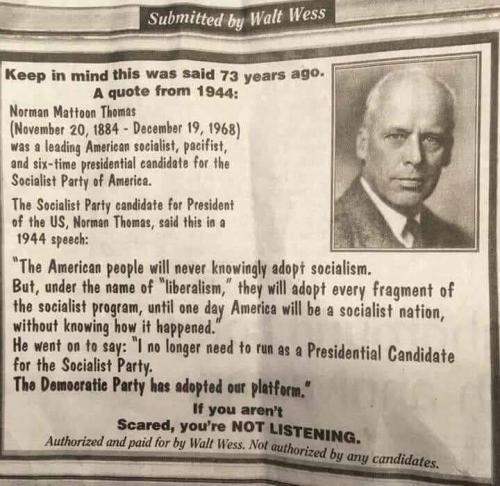 Submitted by Walt Wess
Keep in mind this was said 73 years ago.
A quote from 1944:
Norman Mattoon Thomas
(November 20, 1884 - December 19, 1968)
was a leading American socialist, pacifist,
and six-time presidential candidate for the
Socialist Party of America.
The Socialist Party candidate for President
of the US, Norman Thomas, said this in a
1944 speech:
"The American people will never knowingly adopt socialism.
But, under the name of "liberalism," they will adopt every fragment of
the socialist program, until one day America will be a socialist nation,
without knowing how it happened."
He went on to say: "I no longer need to run as a Presidential Candidate
for the Socialist Party.
The Democratic Party has adopted our platform."
If you aren't
Scared, you're NOT LISTENING.
Authorized and paid for by Walt Wess. Not authorized by any candidates.